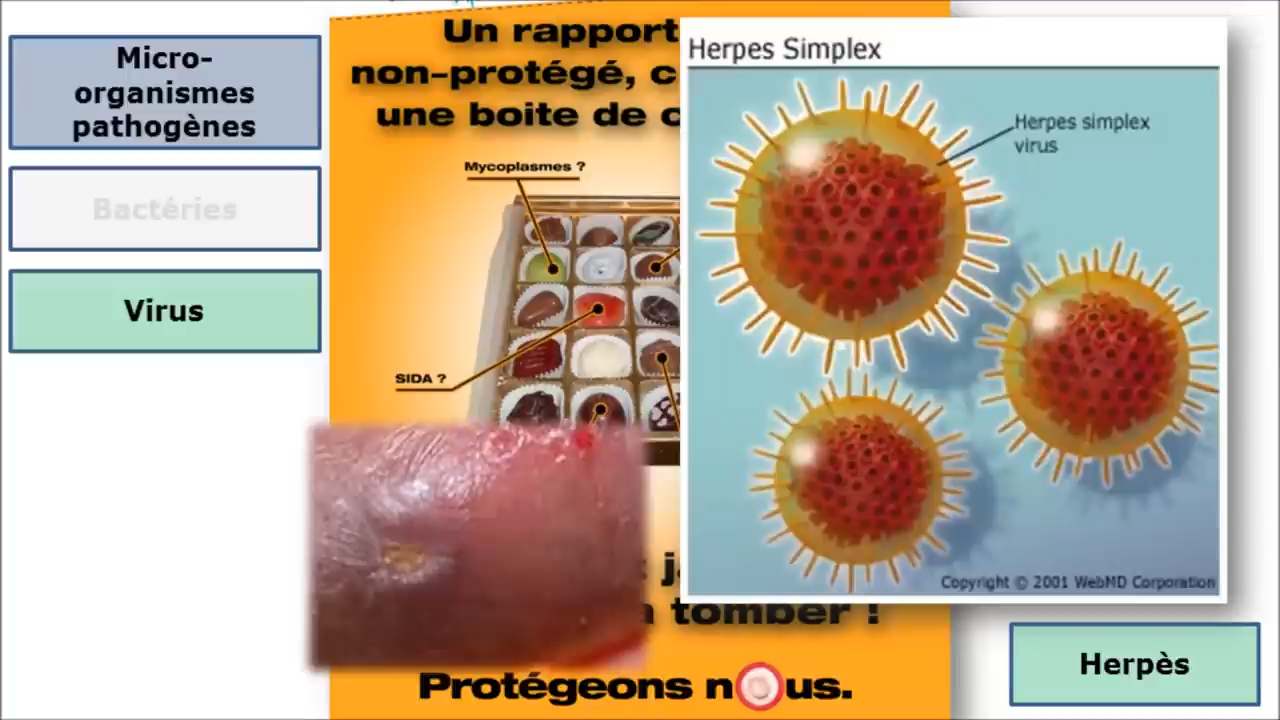 Micro-
organismes
pathogènes
Bactéries
Virus
Un rapport
non-protégé, c
une boite de c
Mycoplasmes ?
SIDA ?
tomber !
Protégeons nous.
Herpes Simplex
Herpes simplex
virus
Copyright © 2001 WebMD Corporation
Herpès